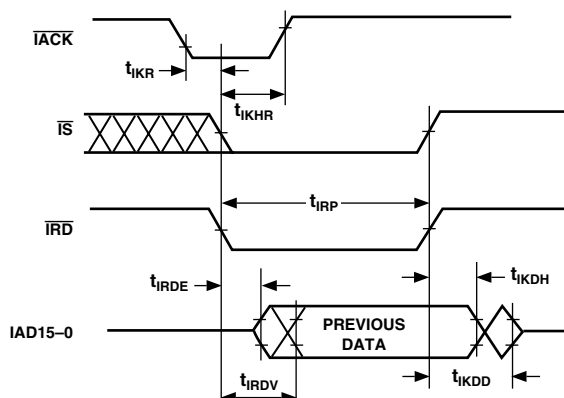 IACK
tIKR
tIKHR
IS
tIRP
IRD
tIRDE
tIKDH
IAD15–0
PREVIOUS
DATA
tIKDD
tIRDV